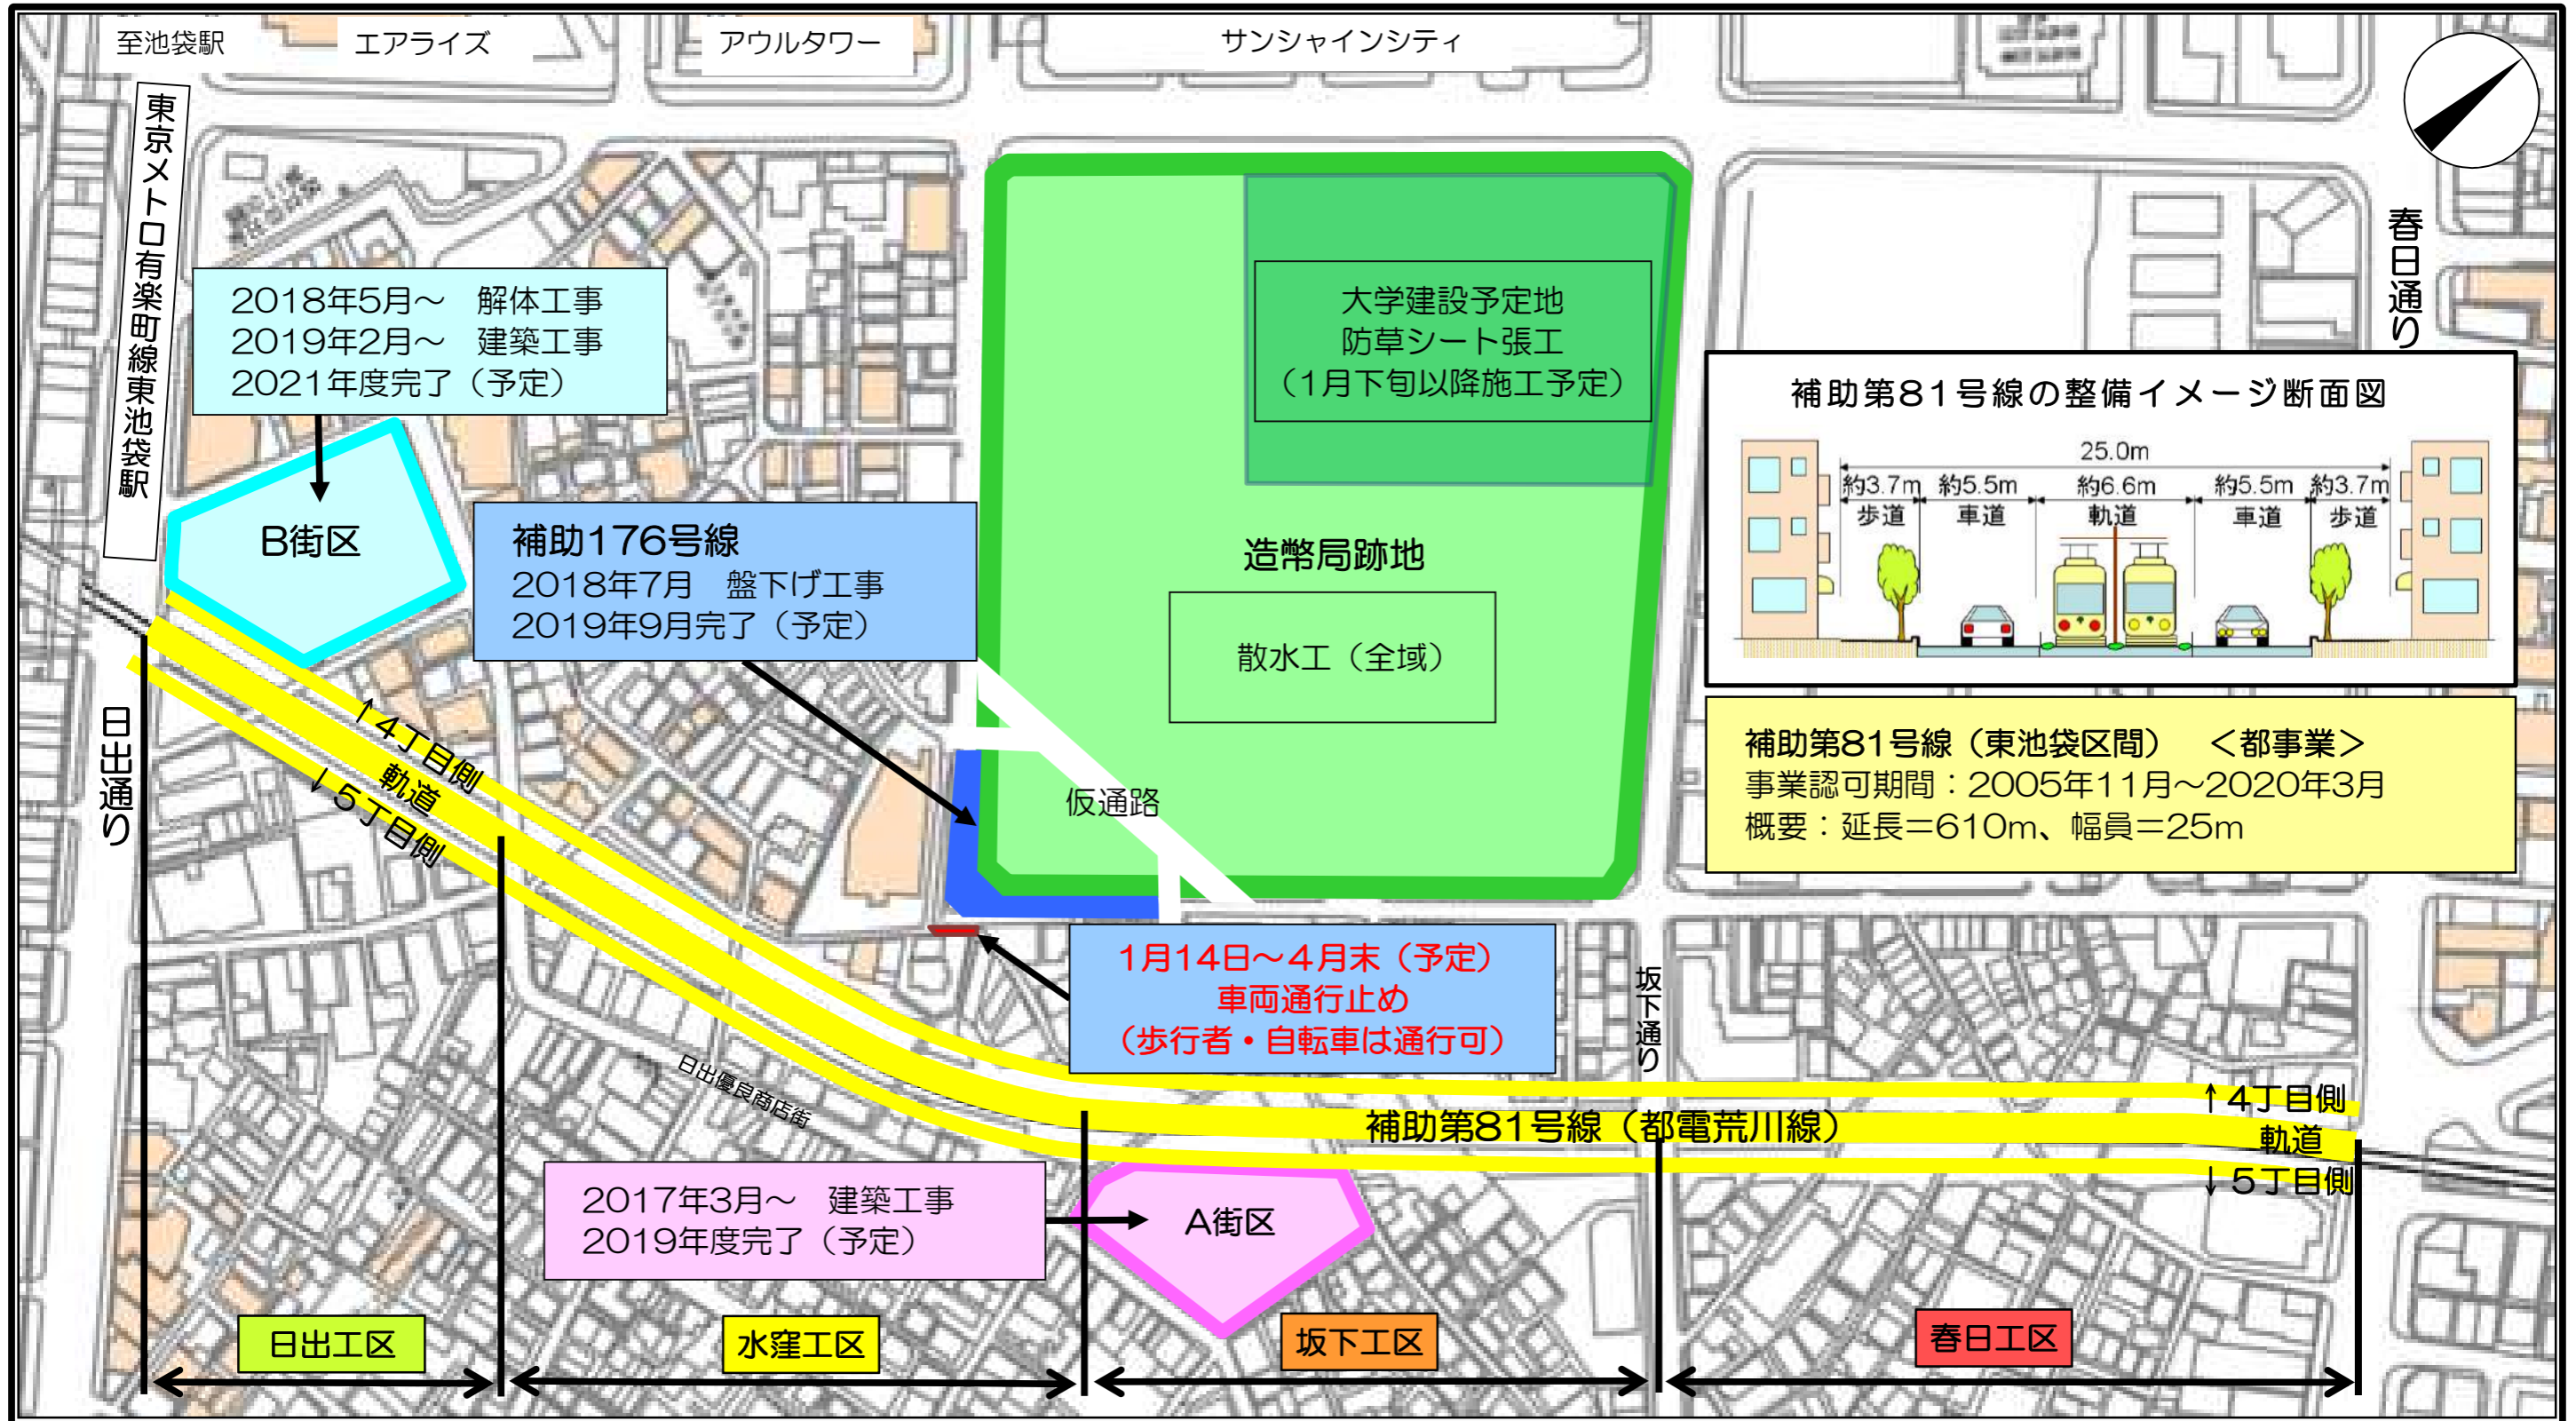 至池袋駅
エアライズ
アウルタワー
サンシャインシティ
東京メトロ有楽町線東池袋駅
春日通り
2018年5月～　解体工事
2019年2月～　建築工事
2021年度完了（予定）
B街区
大学建設予定地
防草シート張工
（1月下旬以降施工予定）
補助176号線
2018年7月　盤下げ工事
2019年9月完了（予定）
造幣局跡地
散水工（全域）
仮通路
補助第81号線の整備イメージ断面図
25.0m
約3.7m 約5.5m 約6.6m 約5.5m 約3.7m
歩道 車道 軌道 車道 歩道
補助第81号線（東池袋区間）　＜都事業＞
事業認可期間：2005年11月～2020年3月
概要：延長＝610m、幅員＝25m
日出通り
↑4丁目側
軌道
↓5丁目側
1月14日～4月末（予定）
車両通行止め
（歩行者・自転車は通行可）
坂下通り
日出優良商店街
補助第81号線（都電荒川線）
↑4丁目側
軌道
↓5丁目側
2017年3月～　建築工事
2019年度完了（予定）
A街区
日出工区
水窪工区
坂下工区
春日工区